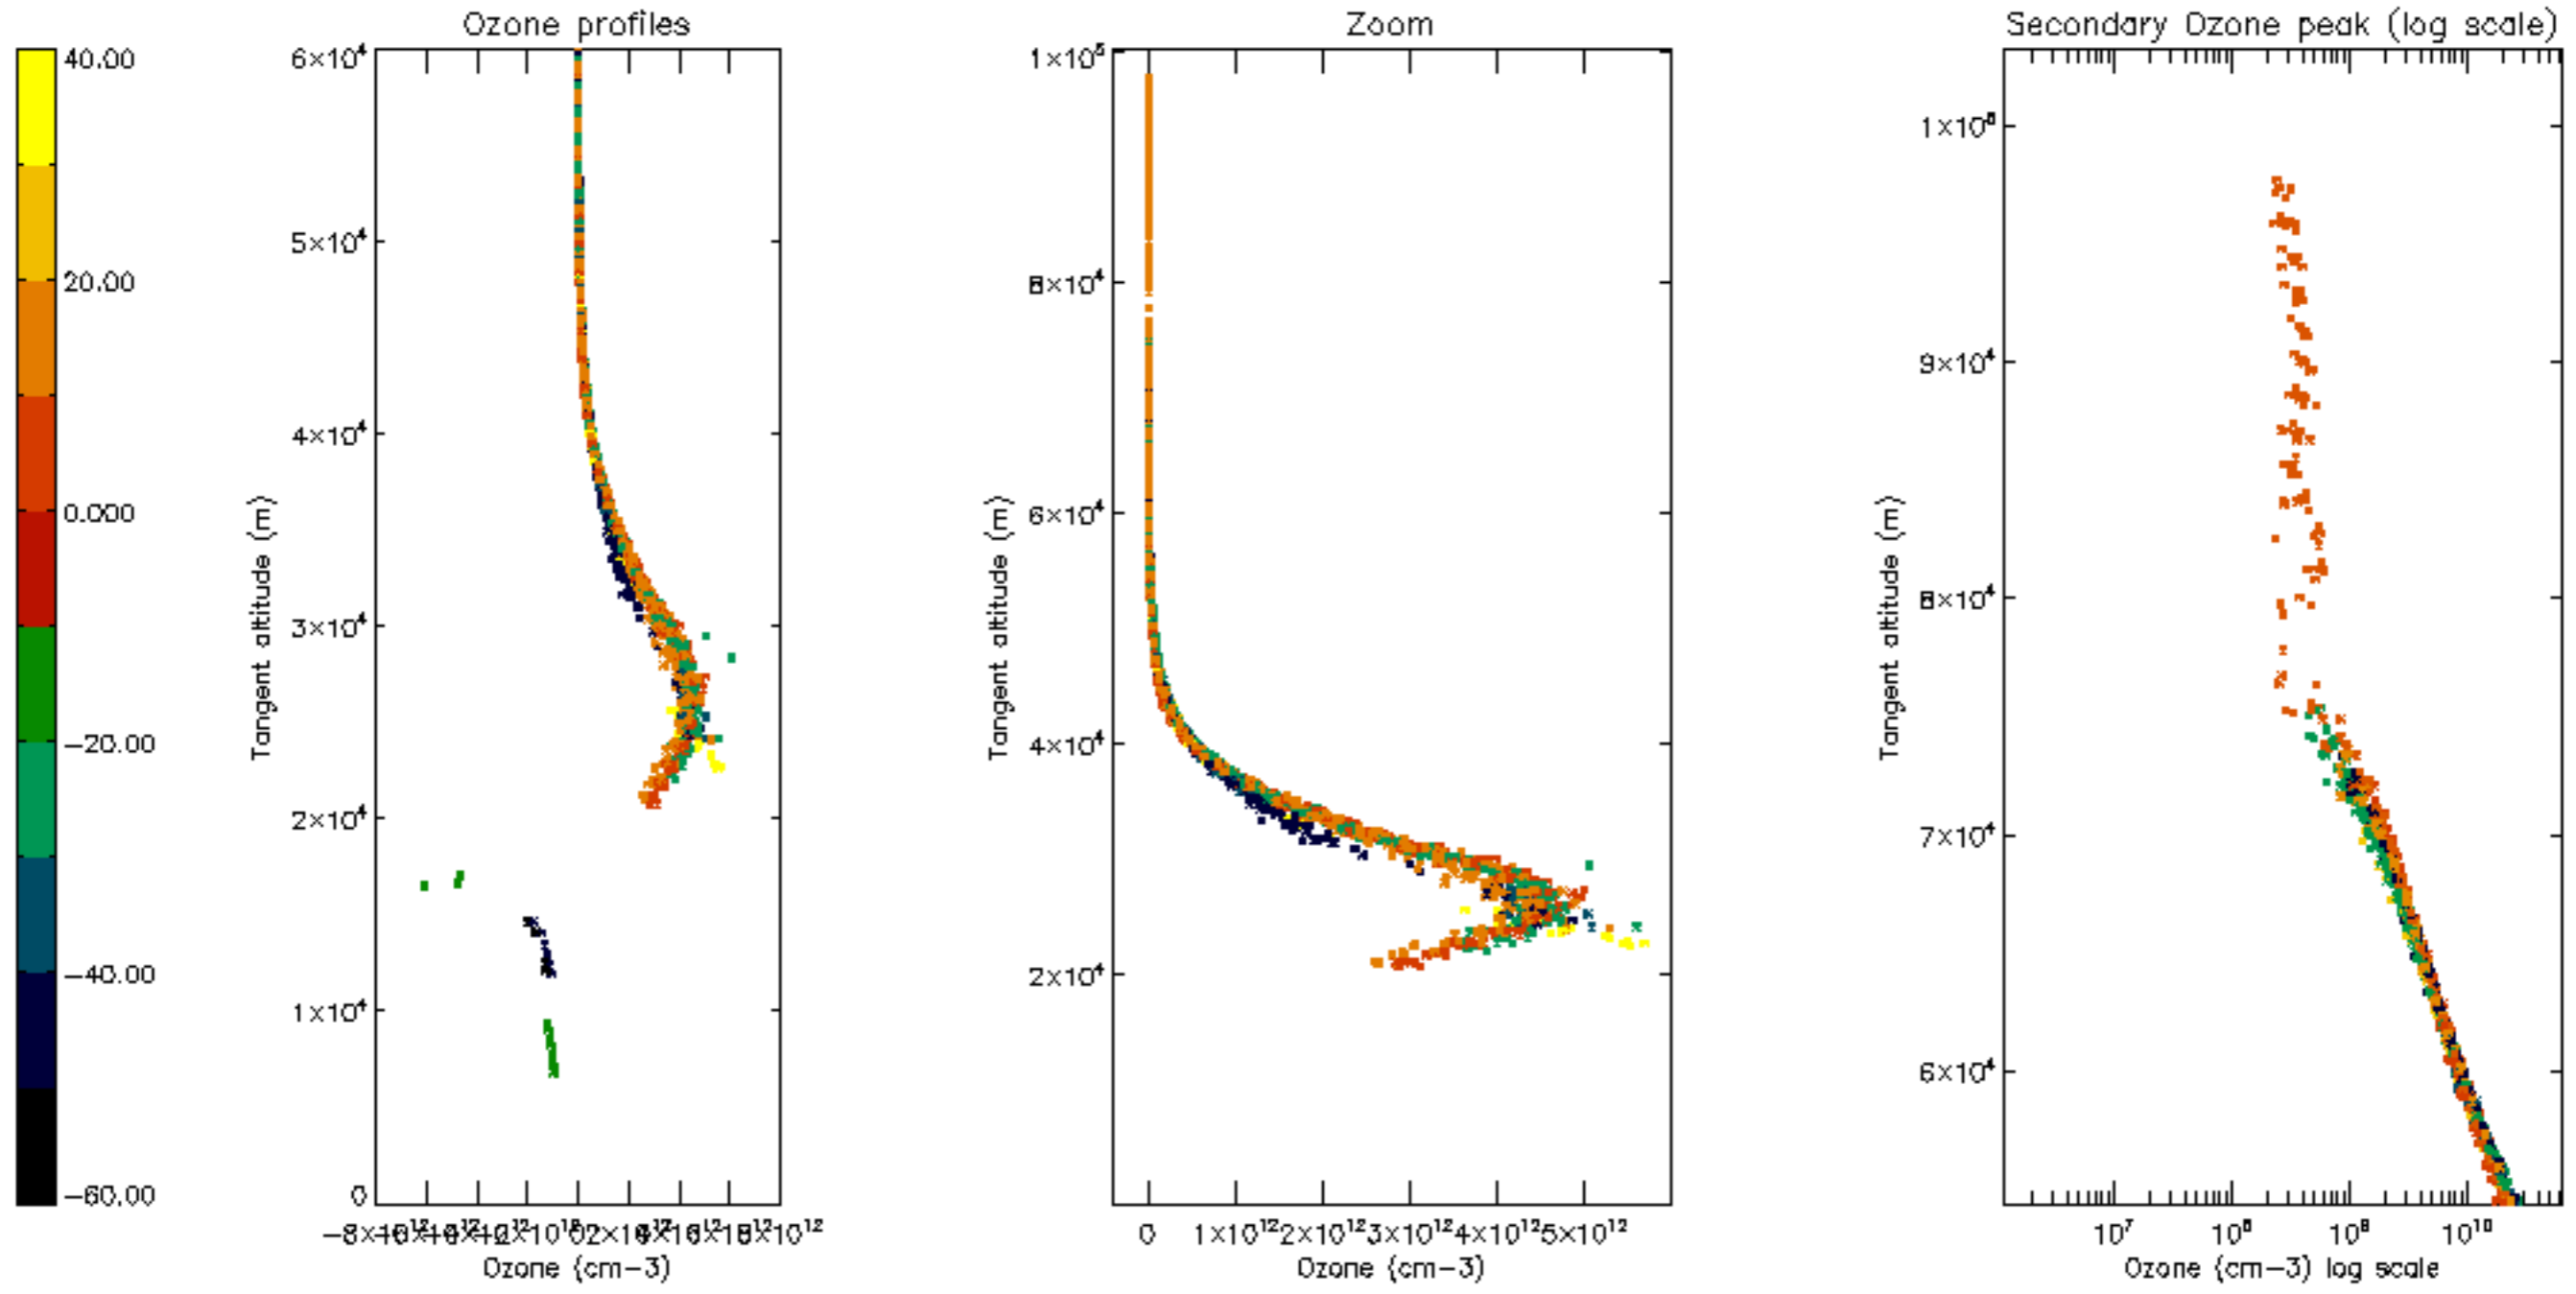 Ozone profiles
Zoom
Secondary Ozone peak (log scale)
40.00
20.00
0.000
-20.00
-40.00
-60.00
6×10⁴
5×10⁴
4×10⁴
3×10⁴
2×10⁴
1×10⁴
0
Tangent altitude (m)
Ozone (cm-3)
1×10⁵
8×10⁴
6×10⁴
4×10⁴
2×10⁴
Tangent altitude (m)
0 1×10¹² 2×10¹² 3×10¹² 4×10¹² 5×10¹²
Ozone (cm-3)
1×10⁵
9×10⁴
8×10⁴
7×10⁴
6×10⁴
Tangent altitude (m)
10⁷ 10⁸ 10⁹ 10¹⁰
Ozone (cm-3) log scale